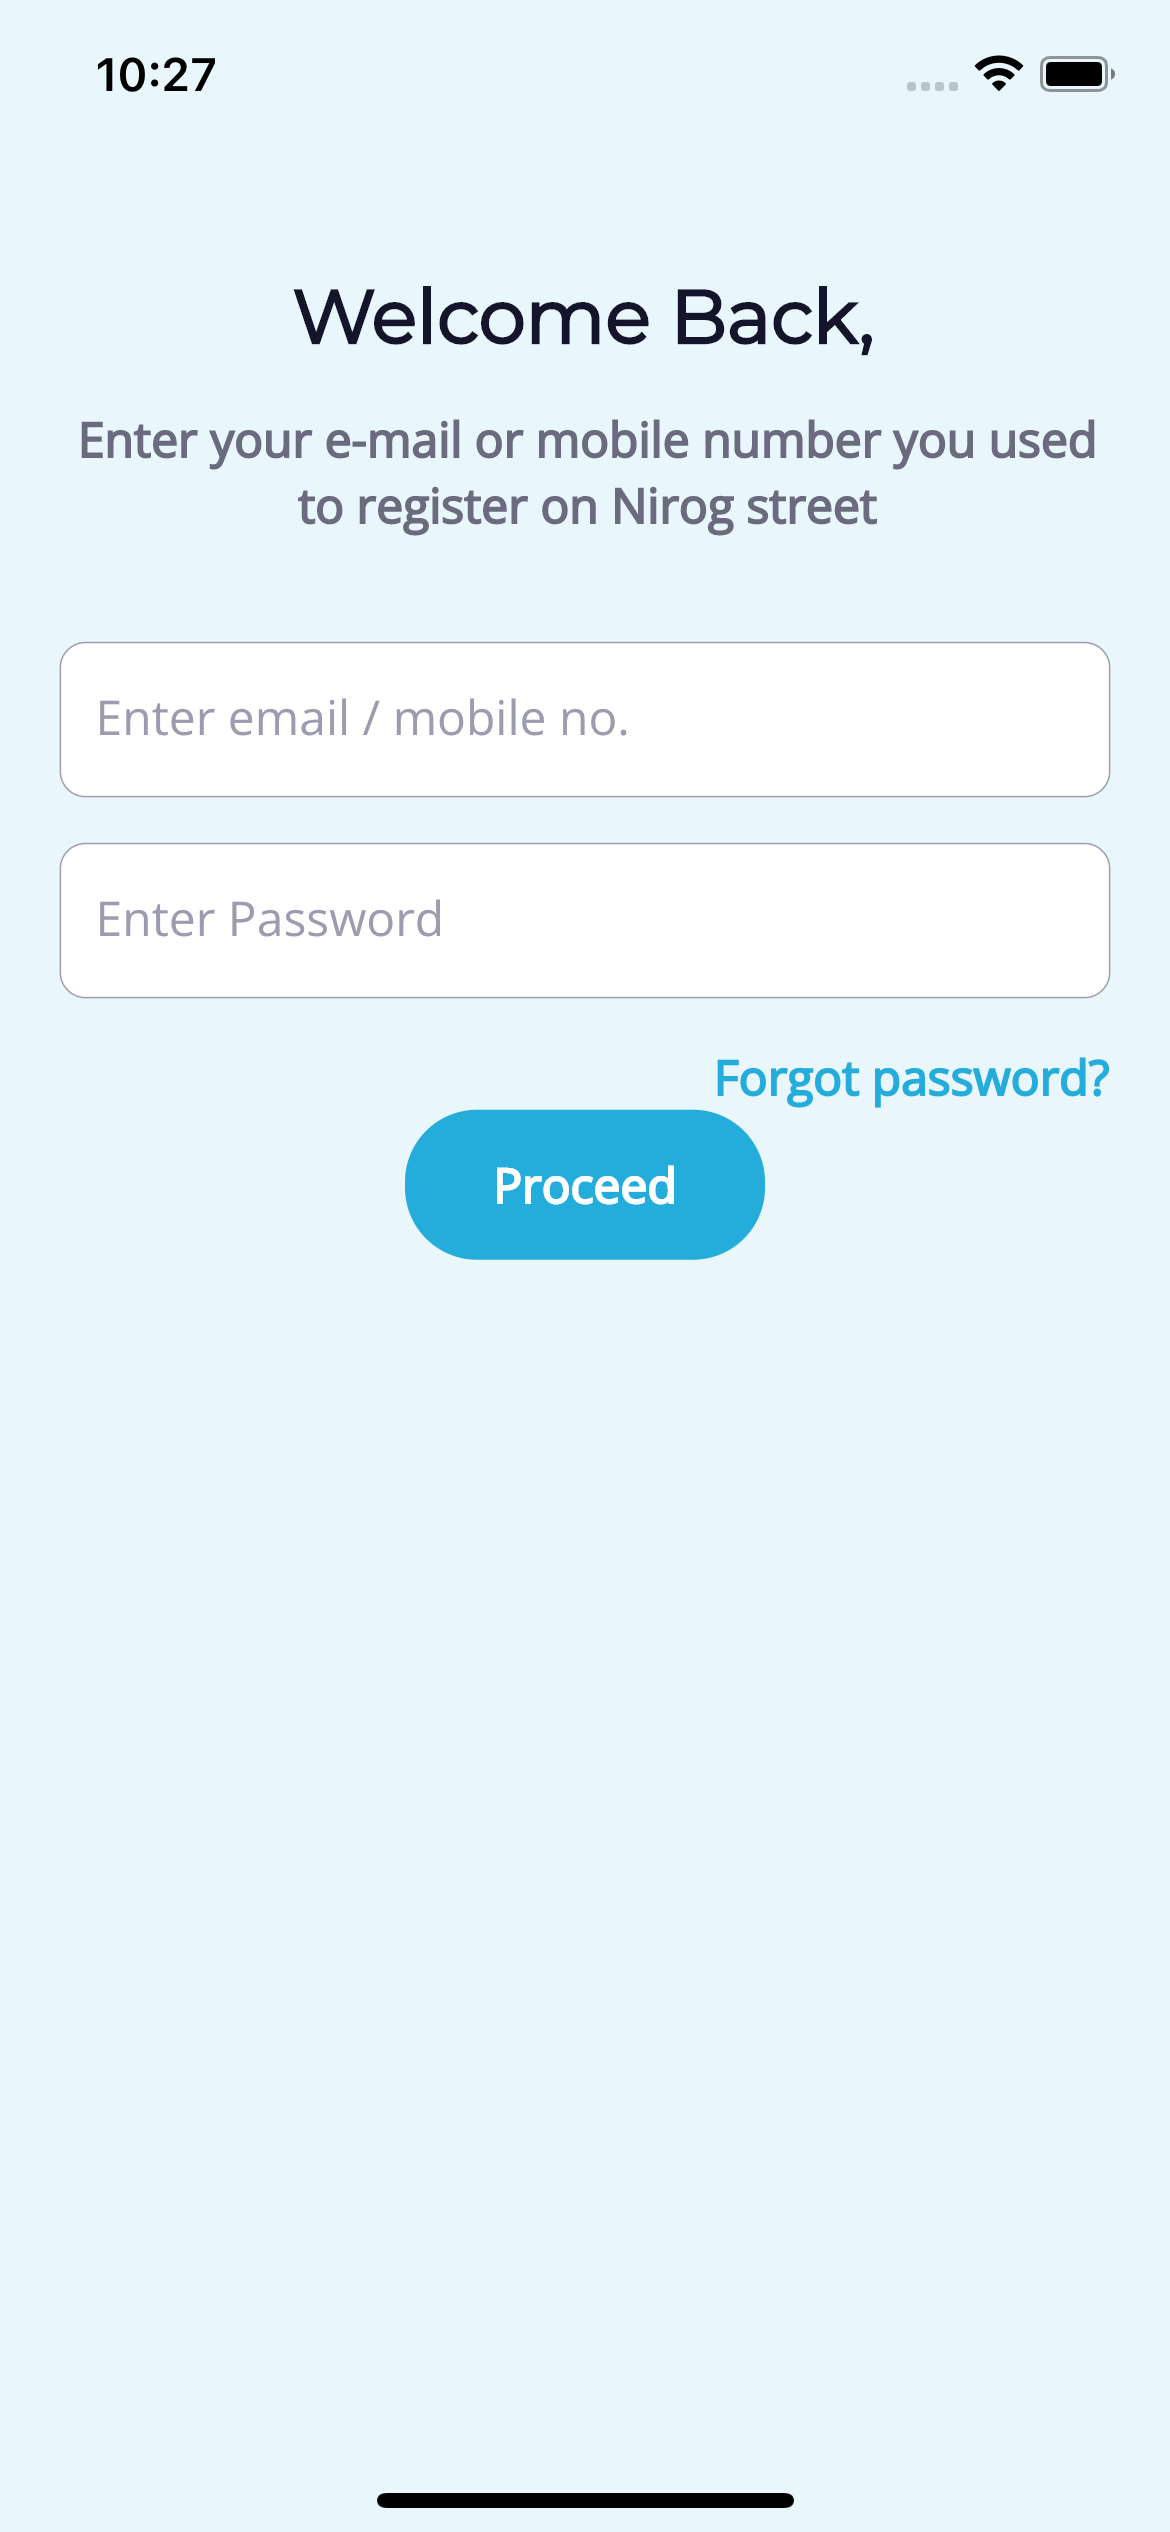 10:27
Welcome Back,
Enter your e-mail or mobile number you used
to register on Nirog street
Enter email / mobile no.
Enter Password
Forgot password?
Proceed